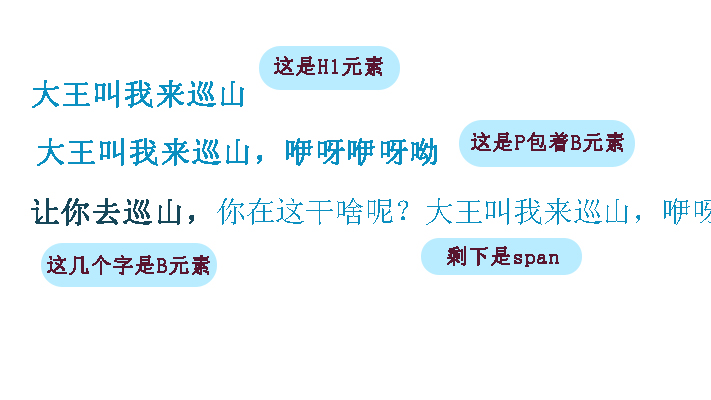 这是H1元素
大王叫我来巡山
这是P包着B元素
大王叫我来巡山，咿呀咿呀呦
让你去巡山，你在这干啥呢？大王叫我来巡山，咿呀
这几个字是B元素
剩下是span